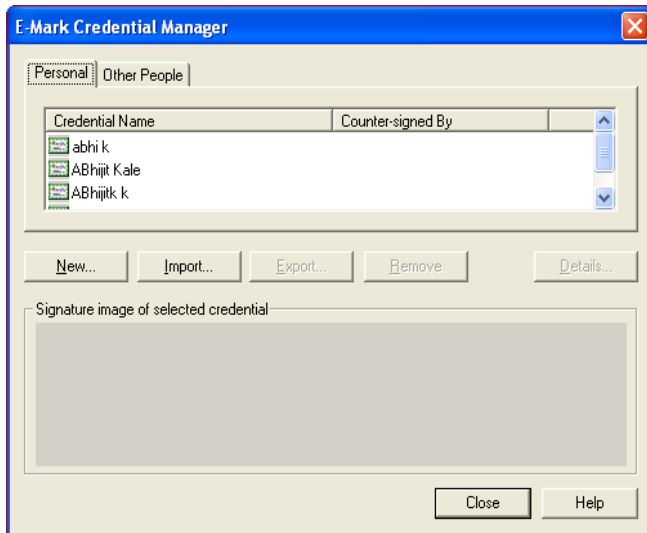 E-Mark Credential Manager
Personal Other People
Credential Name Counter-signed By
abhi k
ABhijit Kale
ABhijitk k
New... Import... Export... Remove Details...
Signature image of selected credential
Close Help